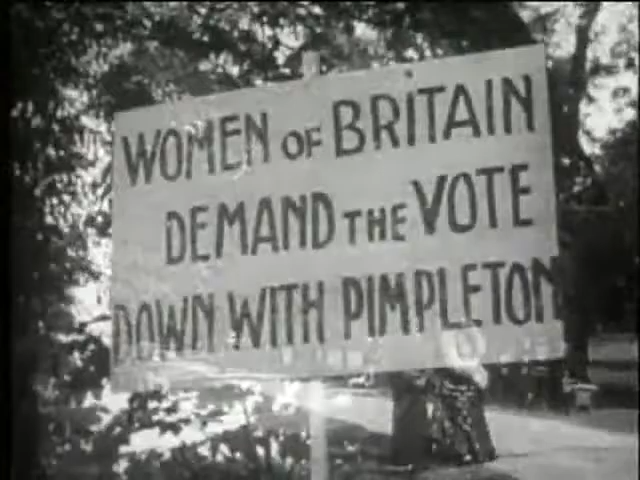 WOMEN OF BRITAIN
DEMAND THE VOTE
DOWN WITH PIMPLETON